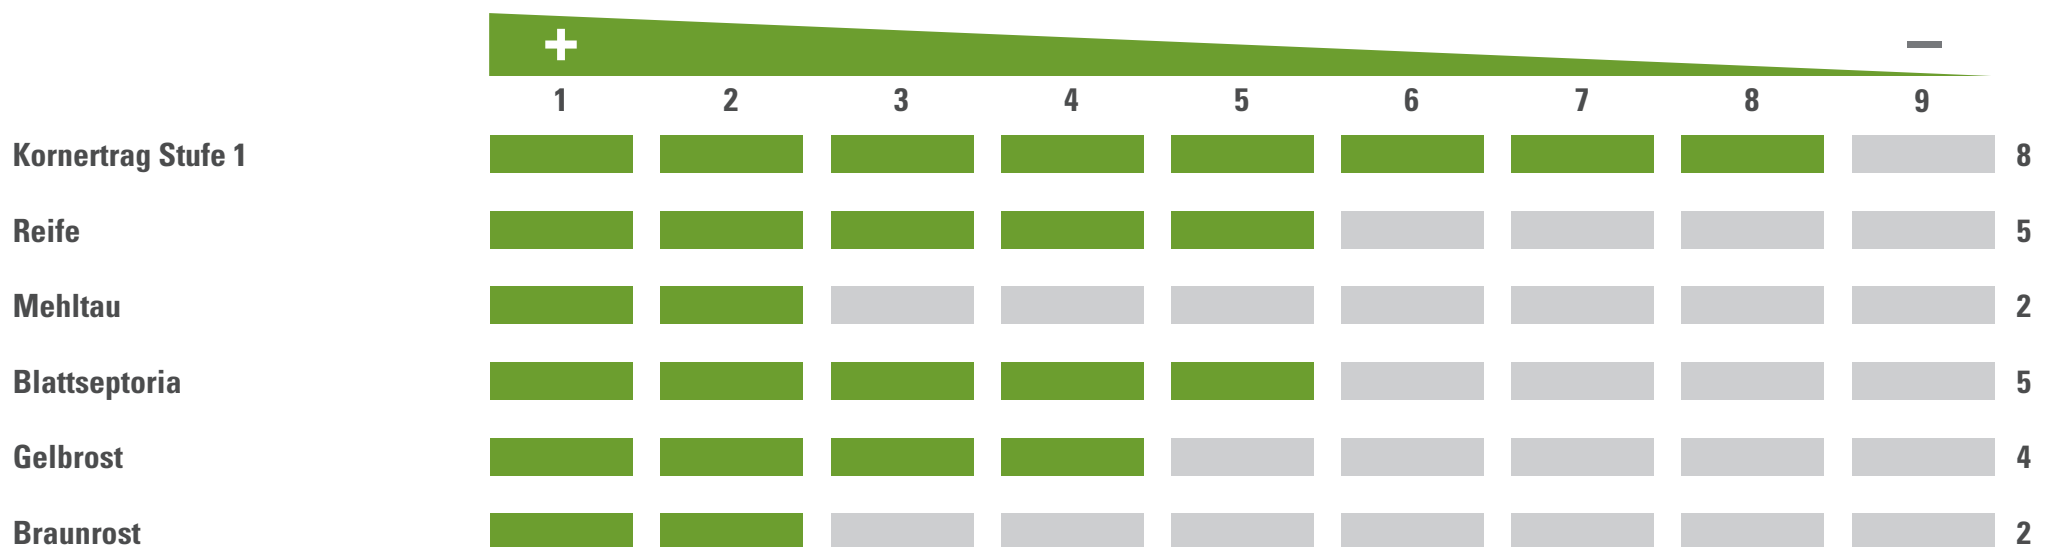 + –
1 2 3 4 5 6 7 8 9
Kornertrag Stufe 1 8
Reife 5
Mehltau 2
Blattseptoria 5
Gelbrost 4
Braunrost 2